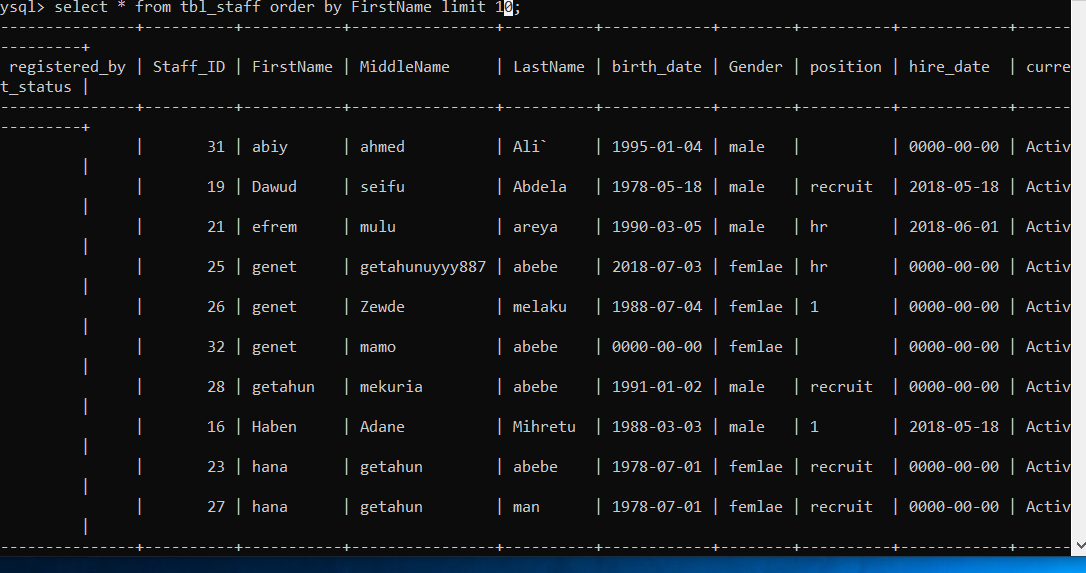 ysql> select * from tbl_staff order by FirstName limit 10;
---------------+----------+-----------+----------------+----------+------------+--------+----------+------------+------
---------+
 registered_by | Staff_ID | FirstName | MiddleName     | LastName | birth_date | Gender | position | hire_date  | curre
t_status |
---------------+----------+-----------+----------------+----------+------------+--------+----------+------------+------
---------+
               |       31 | abiy      | ahmed          | Ali`     | 1995-01-04 | male   |          | 0000-00-00 | Activ
         |
               |       19 | Dawud     | seifu          | Abdela   | 1978-05-18 | male   | recruit  | 2018-05-18 | Activ
         |
               |       21 | efrem     | mulu           | areya    | 1990-03-05 | male   | hr       | 2018-06-01 | Activ
         |
               |       25 | genet     | getahunuyyy887 | abebe    | 2018-07-03 | femlae | hr       | 0000-00-00 | Activ
         |
               |       26 | genet     | Zewde          | melaku   | 1988-07-04 | femlae | 1        | 0000-00-00 | Activ
         |
               |       32 | genet     | mamo           | abebe    | 0000-00-00 | femlae |          | 0000-00-00 | Activ
         |
               |       28 | getahun   | mekuria        | abebe    | 1991-01-02 | male   | recruit  | 0000-00-00 | Activ
         |
               |       16 | Haben     | Adane          | Mihretu  | 1988-03-03 | male   | 1        | 2018-05-18 | Activ
         |
               |       23 | hana      | getahun        | abebe    | 1978-07-01 | femlae | recruit  | 0000-00-00 | Activ
         |
               |       27 | hana      | getahun        | man      | 1978-07-01 | femlae | recruit  | 0000-00-00 | Activ
         |
---------------+----------+-----------+----------------+----------+------------+--------+----------+------------+------